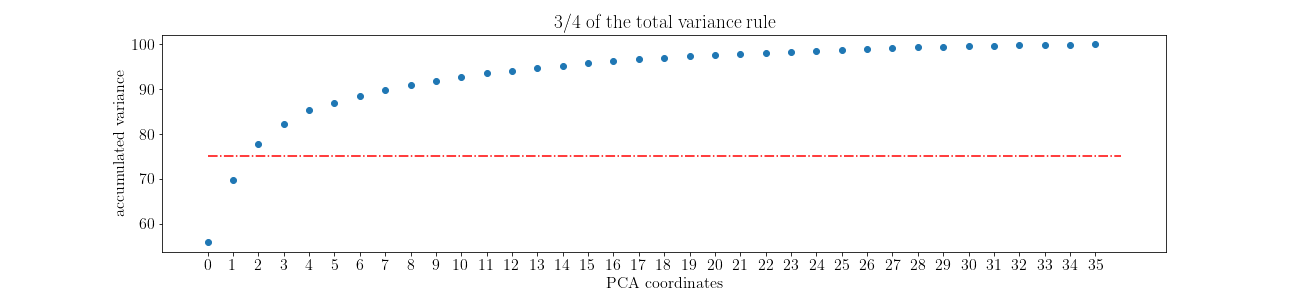 3/4 of the total variance rule
accumulated variance
100
90
80
70
60
0 1 2 3 4 5 6 7 8 9 10 11 12 13 14 15 16 17 18 19 20 21 22 23 24 25 26 27 28 29 30 31 32 33 34 35
PCA coordinates